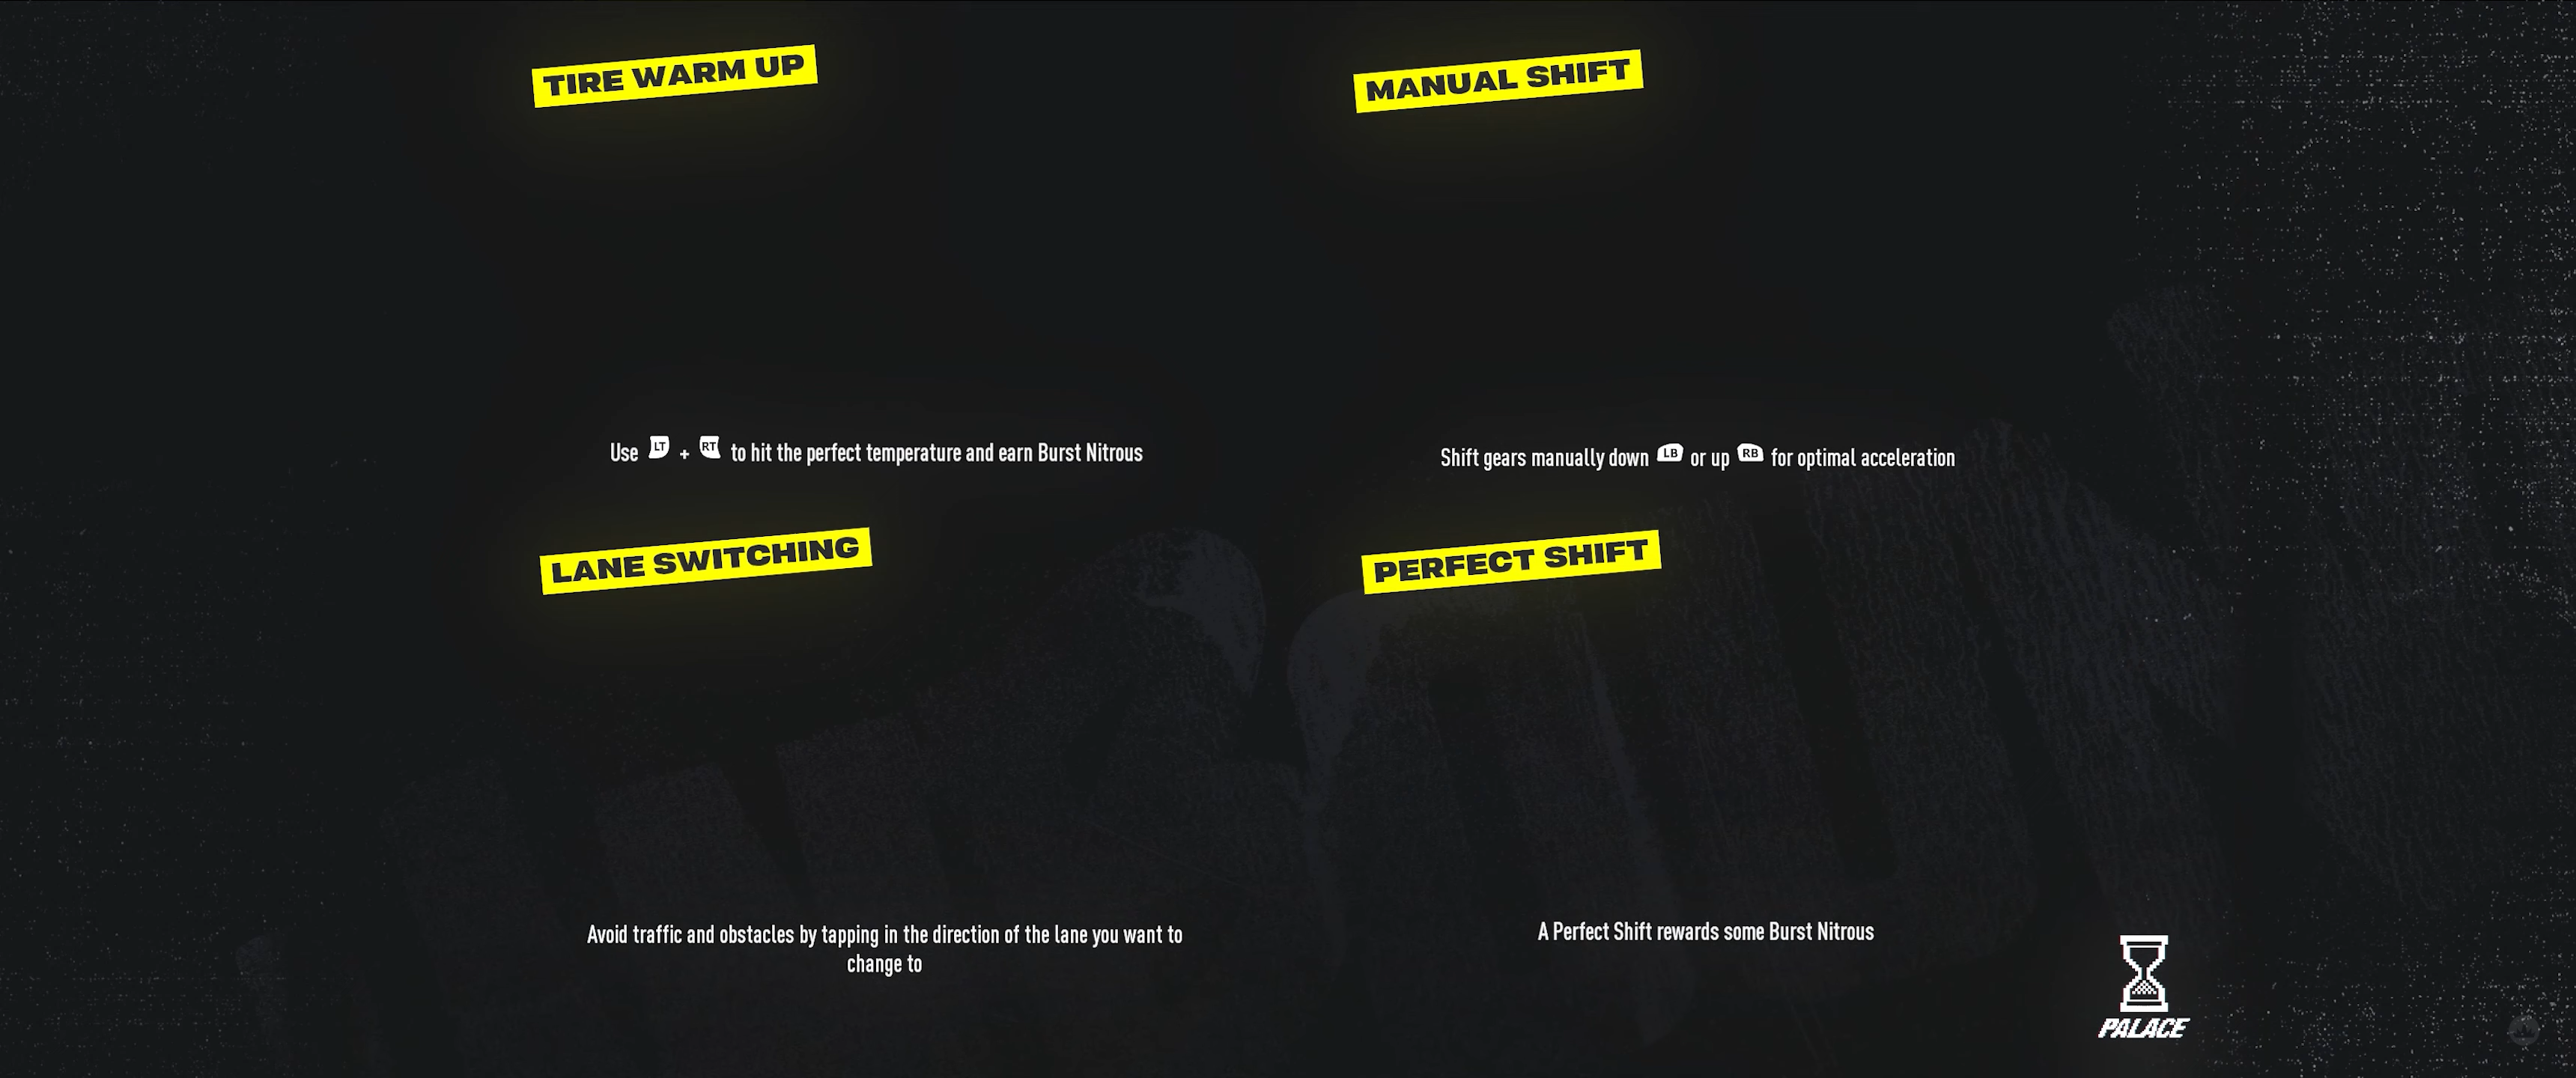 TIRE WARM UP
MANUAL SHIFT
Use LT + RT to hit the perfect temperature and earn Burst Nitrous
Shift gears manually down LB or up RB for optimal acceleration
LANE SWITCHING
PERFECT SHIFT
Avoid traffic and obstacles by tapping in the direction of the lane you want to
change to
A Perfect Shift rewards some Burst Nitrous
PALACE